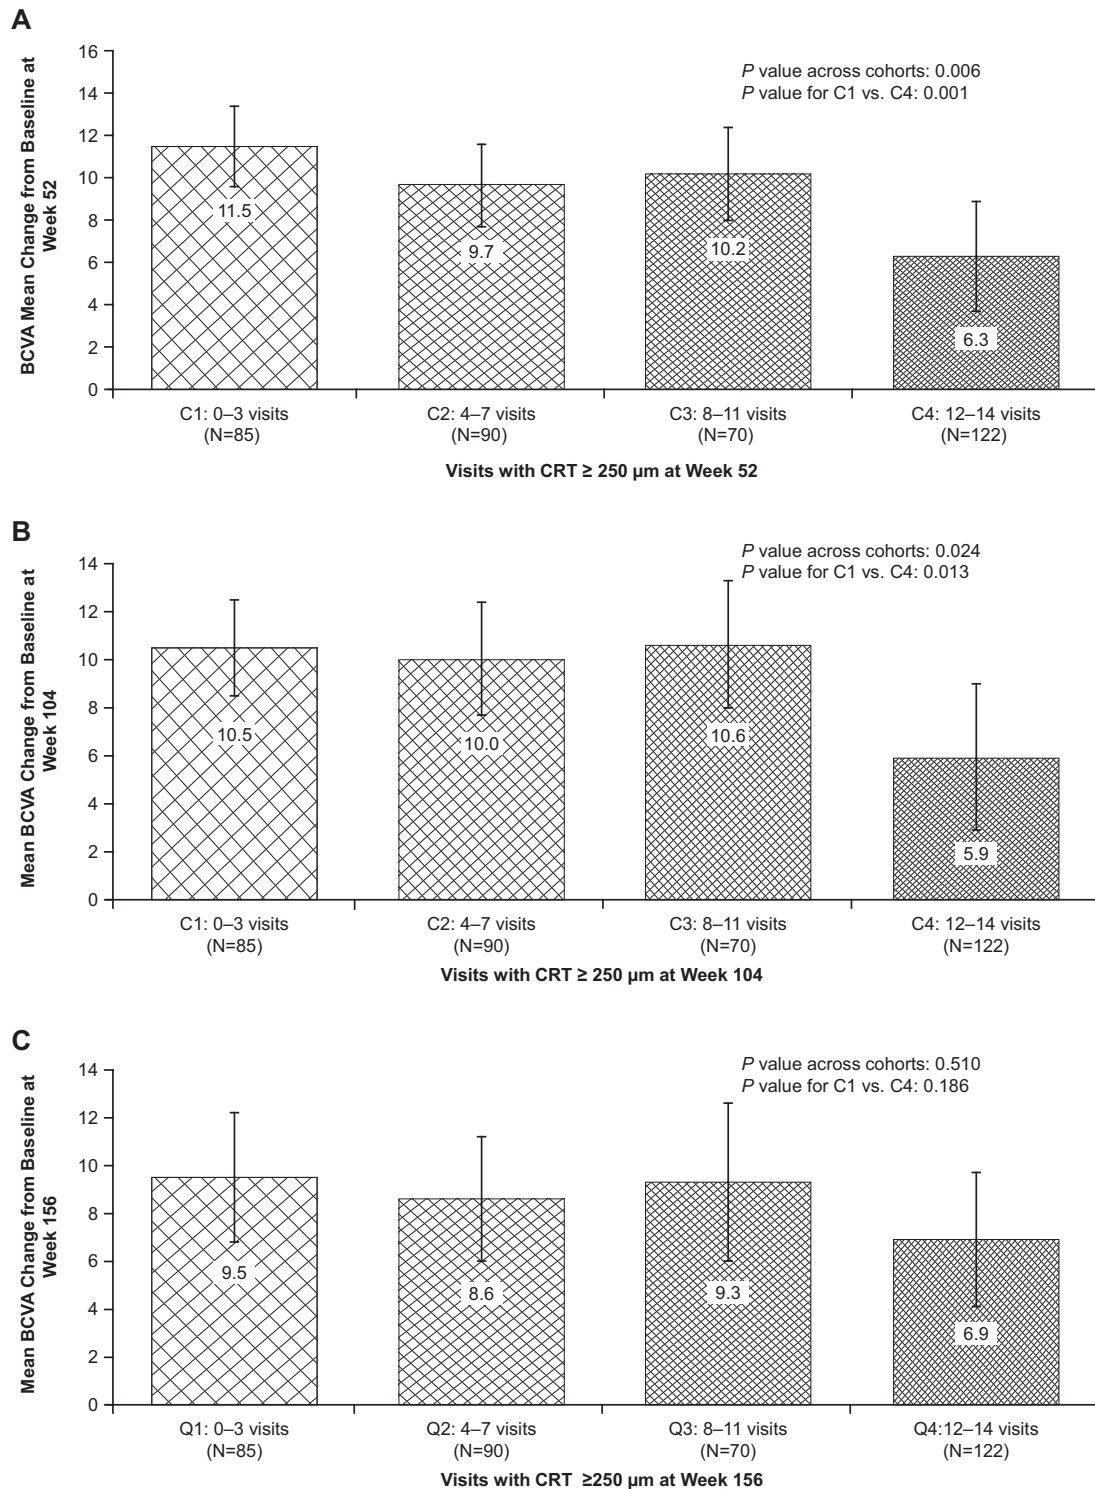 A
BCVA Mean Change from Baseline at
Week 52
16
14
12
10
8
6
4
2
0
P value across cohorts: 0.006
P value for C1 vs. C4: 0.001
11.5
9.7
10.2
6.3
C1: 0–3 visits
(N=85)
C2: 4–7 visits
(N=90)
C3: 8–11 visits
(N=70)
C4: 12–14 visits
(N=122)
Visits with CRT ≥ 250 µm at Week 52
B
Mean BCVA Change from Baseline at
Week 104
14
12
10
8
6
4
2
0
P value across cohorts: 0.024
P value for C1 vs. C4: 0.013
10.5
10.0
10.6
5.9
C1: 0–3 visits
(N=85)
C2: 4–7 visits
(N=90)
C3: 8–11 visits
(N=70)
C4: 12–14 visits
(N=122)
Visits with CRT ≥ 250 µm at Week 104
C
Mean BCVA Change from Baseline at
Week 156
14
12
10
8
6
4
2
0
P value across cohorts: 0.510
P value for C1 vs. C4: 0.186
9.5
8.6
9.3
6.9
Q1: 0–3 visits
(N=85)
Q2: 4–7 visits
(N=90)
Q3: 8–11 visits
(N=70)
Q4:12–14 visits
(N=122)
Visits with CRT ≥250 µm at Week 156